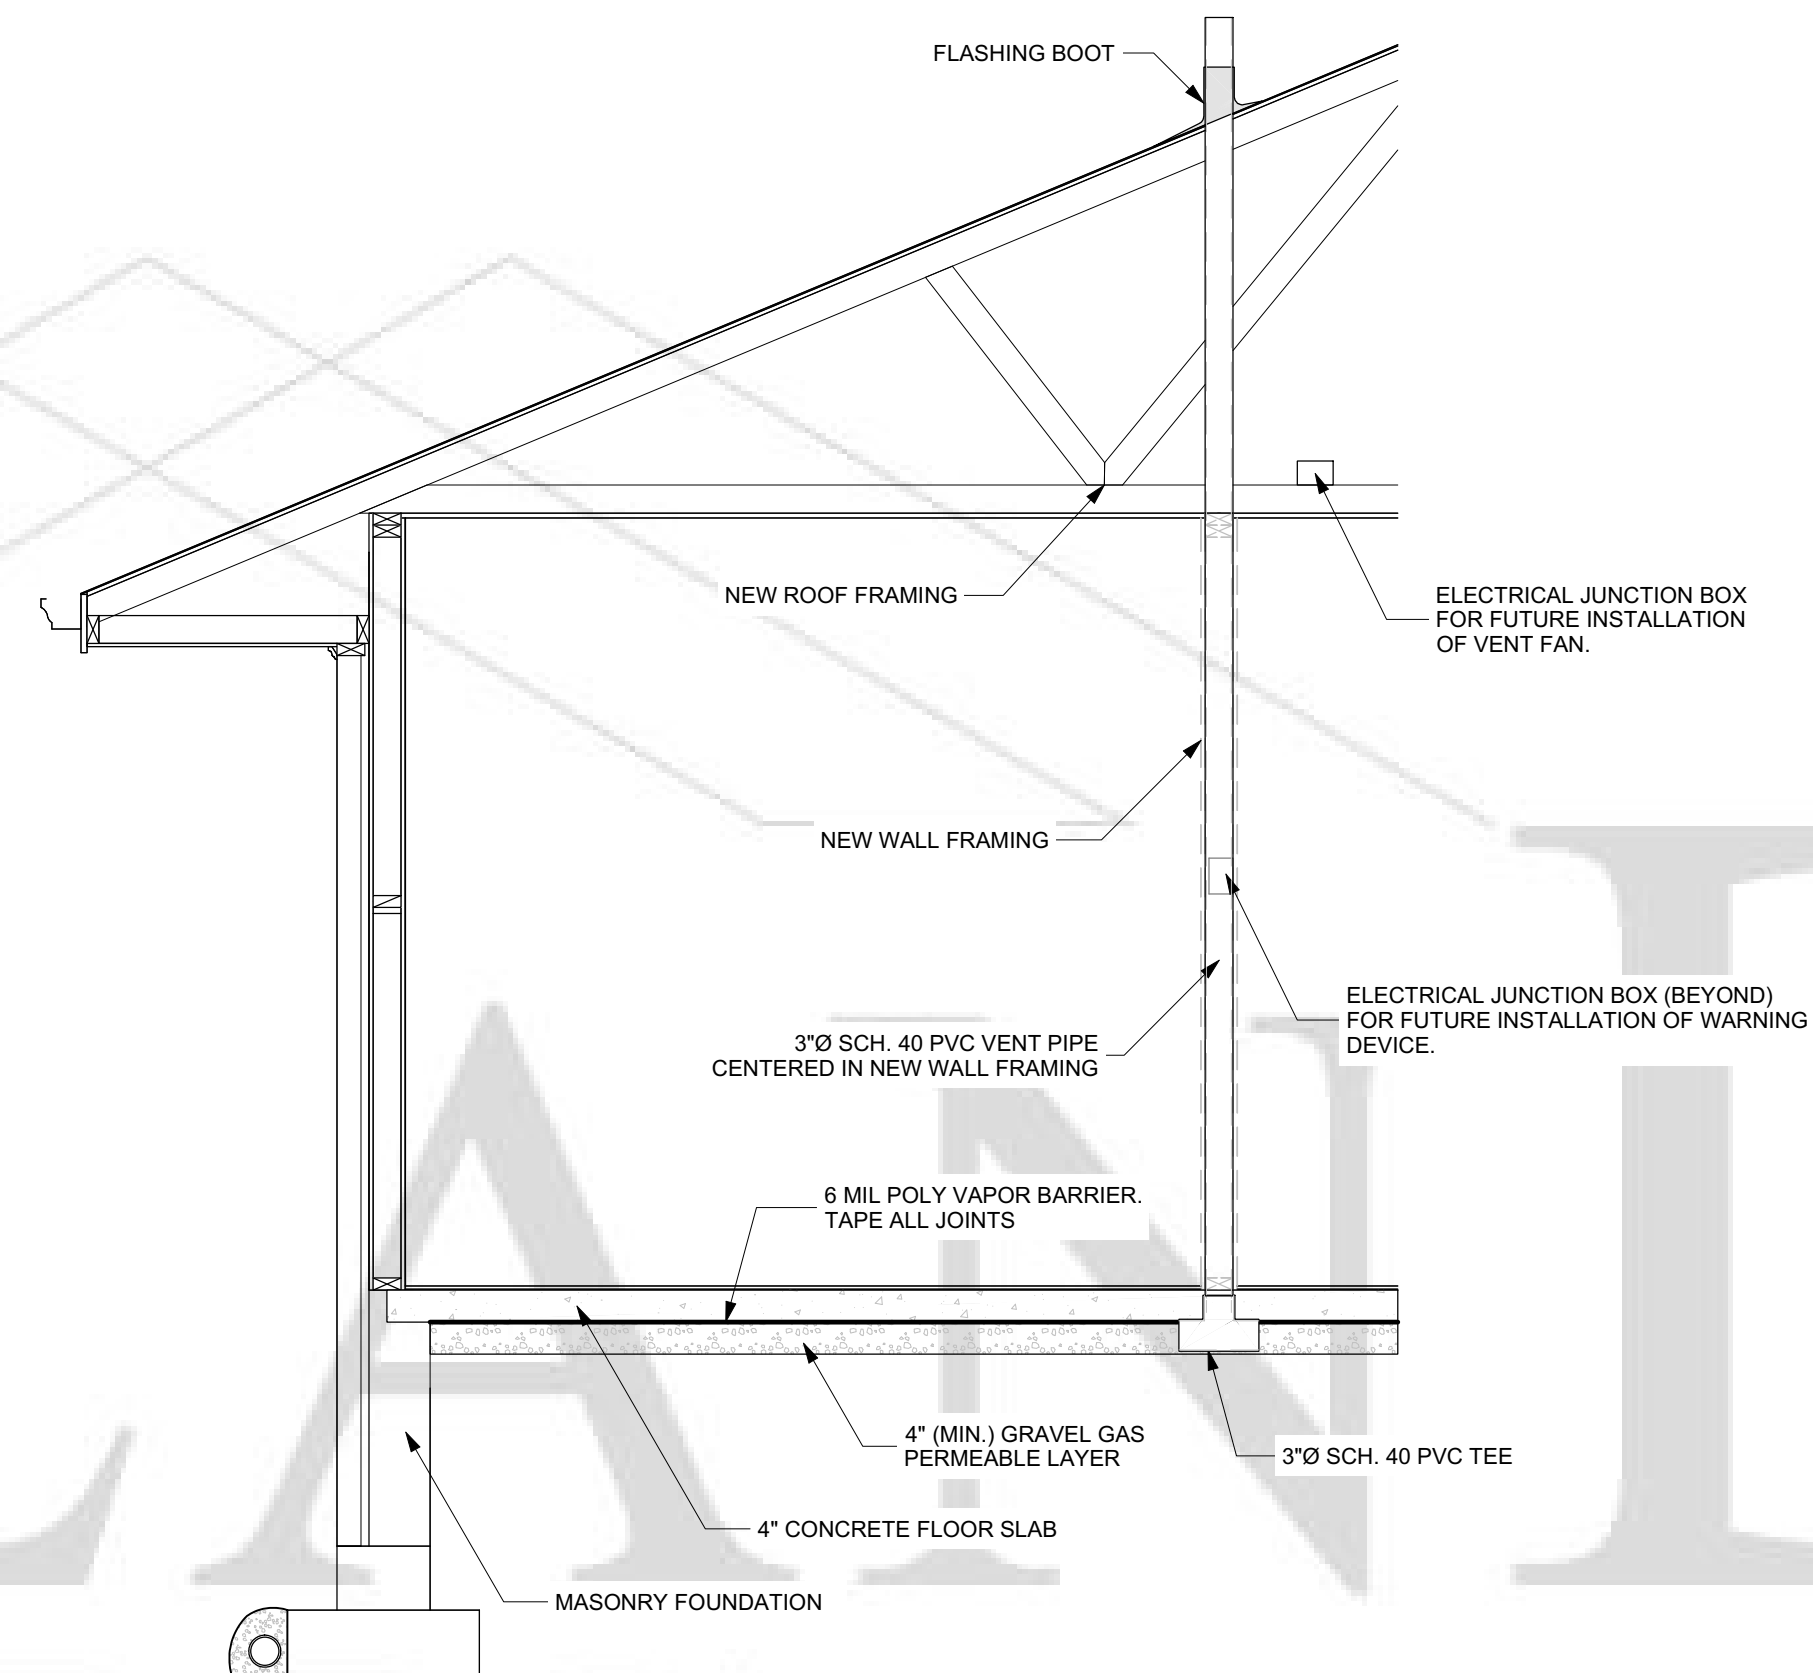 FLASHING BOOT
NEW ROOF FRAMING
ELECTRICAL JUNCTION BOX
FOR FUTURE INSTALLATION
OF VENT FAN.
NEW WALL FRAMING
ELECTRICAL JUNCTION BOX (BEYOND)
FOR FUTURE INSTALLATION OF WARNING
DEVICE.
3"Ø SCH. 40 PVC VENT PIPE
CENTERED IN NEW WALL FRAMING
6 MIL POLY VAPOR BARRIER.
TAPE ALL JOINTS
4" (MIN.) GRAVEL GAS
PERMEABLE LAYER
3"Ø SCH. 40 PVC TEE
4" CONCRETE FLOOR SLAB
MASONRY FOUNDATION